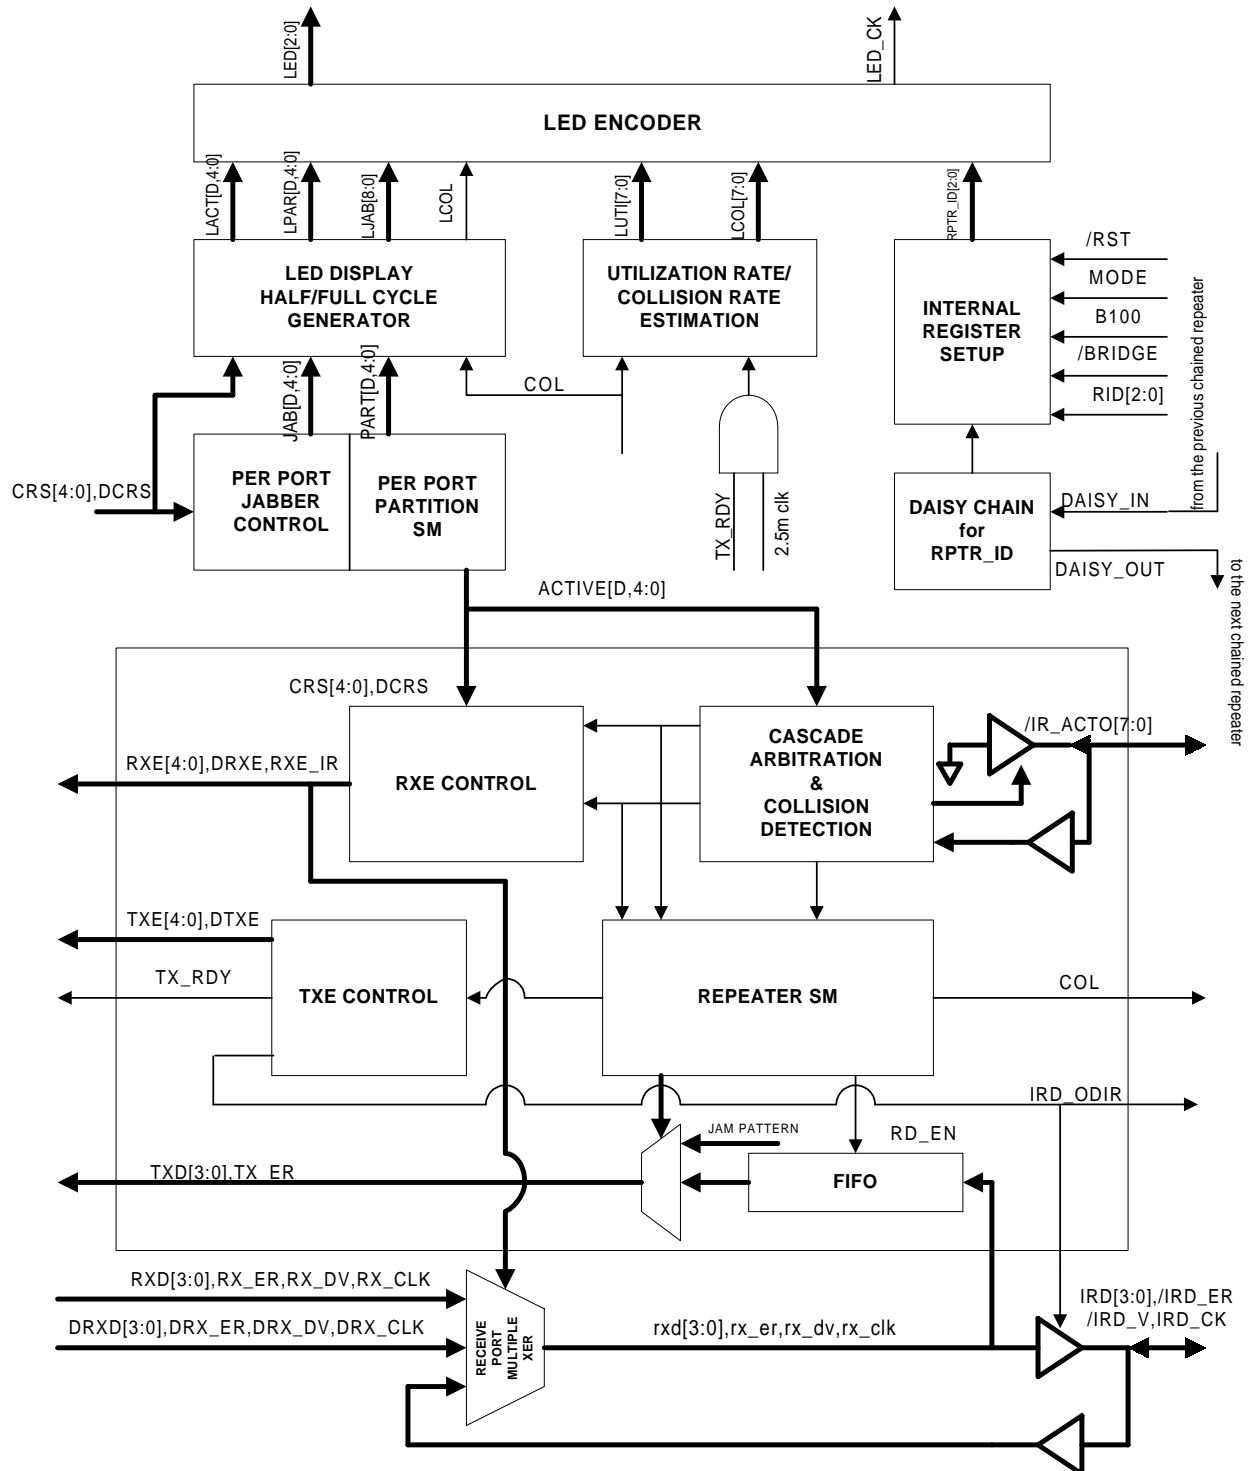 LED[2:0]
LED_CK
LED ENCODER
LACT[D,4:0]
LPAR[D,4:0]
LJAB[8:0]
LCOL
LUTI[7:0]
LCOL[7:0]
RPTR_ID[2:0]
LED DISPLAY
HALF/FULL CYCLE
GENERATOR
UTILIZATION RATE/
COLLISION RATE
ESTIMATION
INTERNAL
REGISTER
SETUP
/RST
MODE
B100
/BRIDGE
RID[2:0]
from the previous chained repeater
JAB[D,4:0]
PART[D,4:0]
COL
CRS[4:0],DCRS
PER PORT
JABBER
CONTROL
PER PORT
PARTITION
SM
TX_RDY
2.5m clk
DAISY CHAIN
for
RPTR_ID
DAISY_IN
DAISY_OUT
to the next chained repeater
ACTIVE[D,4:0]
CRS[4:0],DCRS
RXE[4:0],DRXE,RXE_IR
RXE CONTROL
CASCADE
ARBITRATION
&
COLLISION
DETECTION
/IR_ACTO[7:0]
TXE[4:0],DTXE
TX_RDY
TXE CONTROL
REPEATER SM
COL
IRD_ODIR
JAM PATTERN
RD_EN
TXD[3:0],TX_ER
FIFO
RXD[3:0],RX_ER,RX_DV,RX_CLK
DRXD[3:0],DRX_ER,DRX_DV,DRX_CLK
RECEIVE
PORT
MULTIPLE
XER
rxd[3:0],rx_er,rx_dv,rx_clk
IRD[3:0],/IRD_ER
/IRD_V,IRD_CK